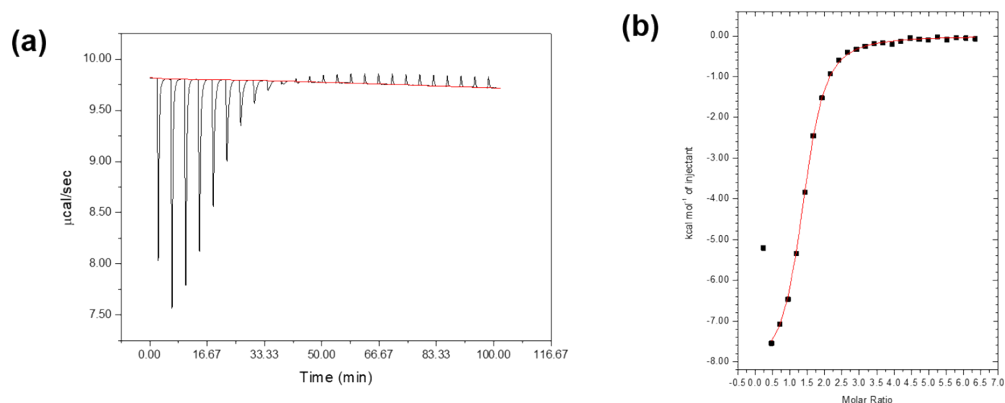 (a)
10.00
9.50
9.00
8.50
8.00
7.50
µcal/sec
0.00 16.67 33.33 50.00 66.67 83.33 100.00 116.67
Time (min)
(b)
0.00
-1.00
-2.00
-3.00
-4.00
-5.00
-6.00
-7.00
-8.00
kcal mol⁻¹ of injectant
-0.5 0.0 0.5 1.0 1.5 2.0 2.5 3.0 3.5 4.0 4.5 5.0 5.5 6.0 6.5 7.0
Molar Ratio